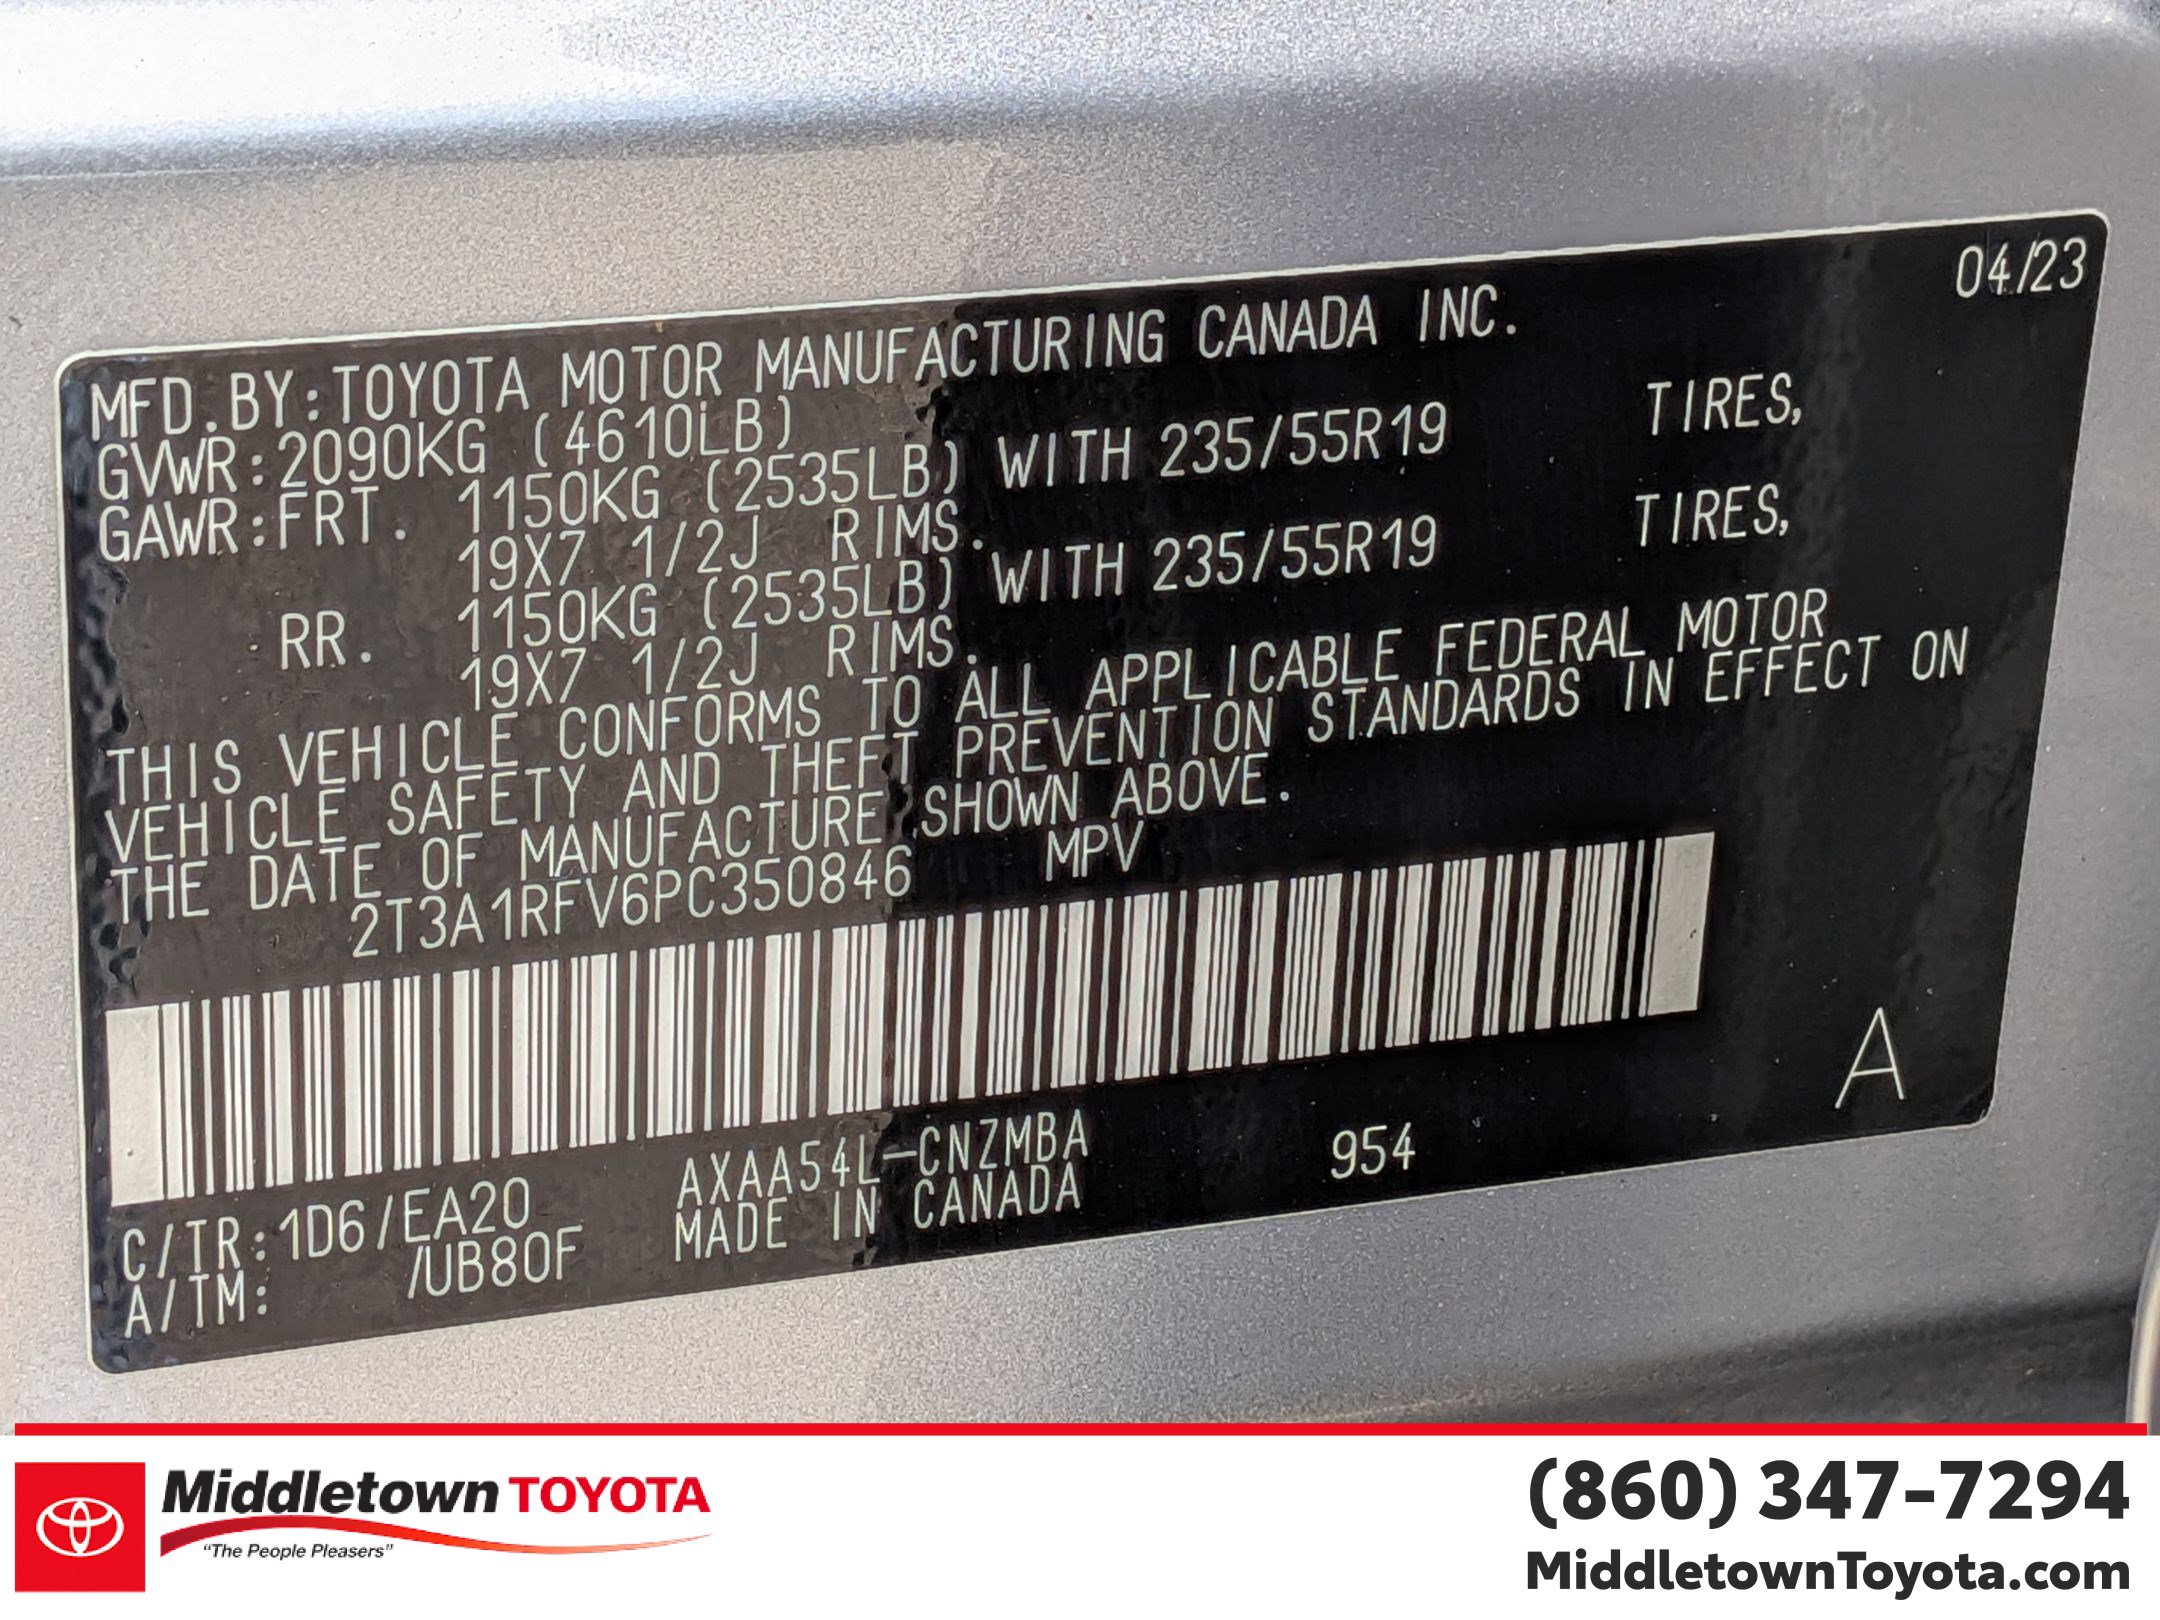 04/23
MFD.BY:TOYOTA MOTOR MANUFACTURING CANADA INC.
GVWR:2090KG (4610LB)
GAWR:FRT. 1150KG (2535LB) WITH 235/55R19 TIRES,
19X7 1/2J RIMS.
RR. 1150KG (2535LB) WITH 235/55R19 TIRES,
19X7 1/2J RIMS.
THIS VEHICLE CONFORMS TO ALL APPLICABLE FEDERAL MOTOR
VEHICLE SAFETY AND THEFT PREVENTION STANDARDS IN EFFECT ON
THE DATE OF MANUFACTURE SHOWN ABOVE.
2T3A1RFV6PC350846 MPV
A
C/TR:1D6/EA20 AXAA54L-CNZMBA 954
A/TM: /UB80F MADE IN CANADA
Middletown TOYOTA
"The People Pleasers"
(860) 347-7294
MiddletownToyota.com